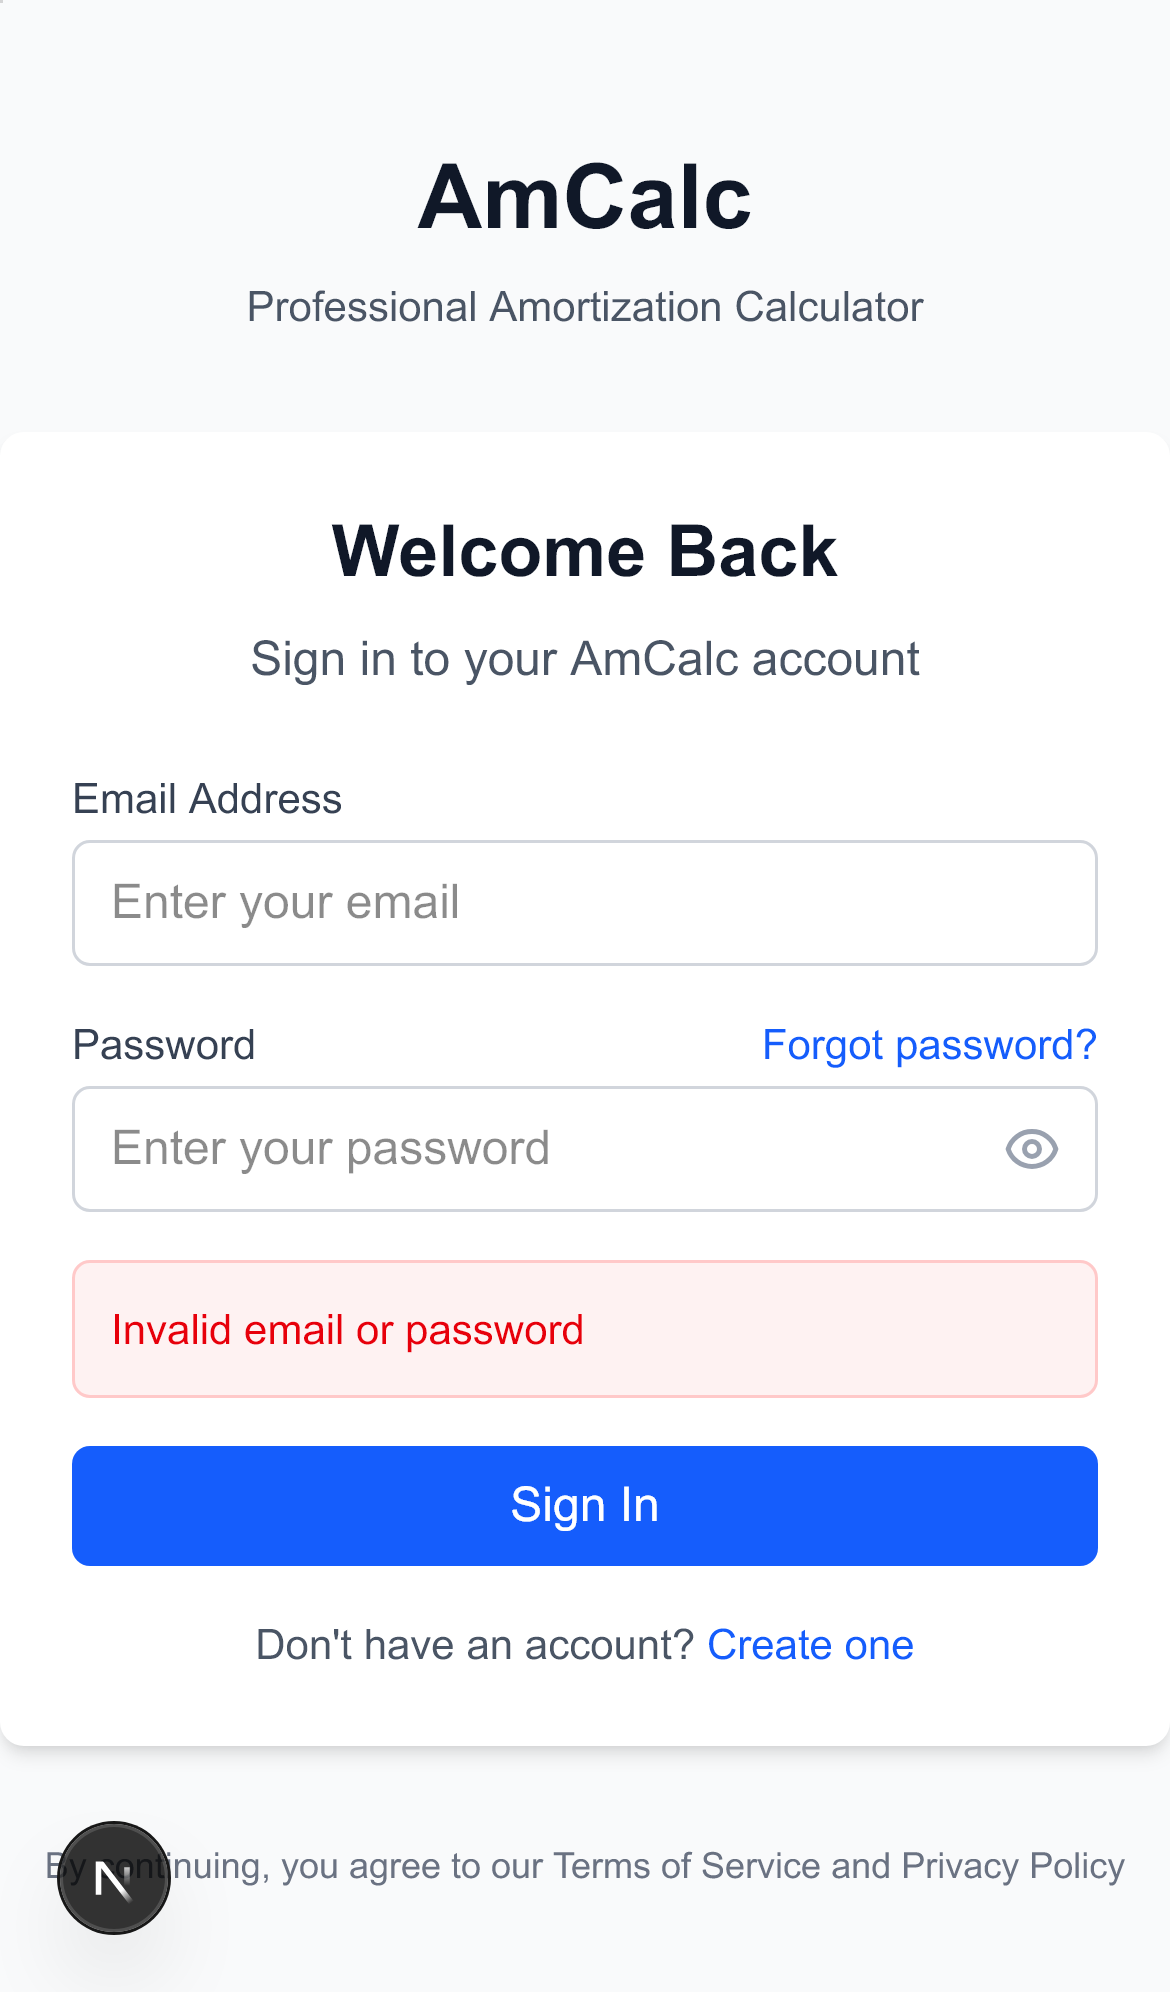 AmCalc
Professional Amortization Calculator
Welcome Back
Sign in to your AmCalc account
Email Address
Enter your email
Password Forgot password?
Enter your password
Invalid email or password
Sign In
Don't have an account? Create one
By continuing, you agree to our Terms of Service and Privacy Policy
N